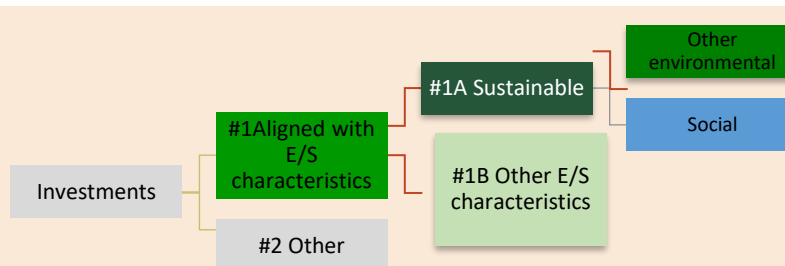 Investments
#1Aligned with
E/S
characteristics
#2 Other
#1A Sustainable
#1B Other E/S
characteristics
Other
environmental
Social